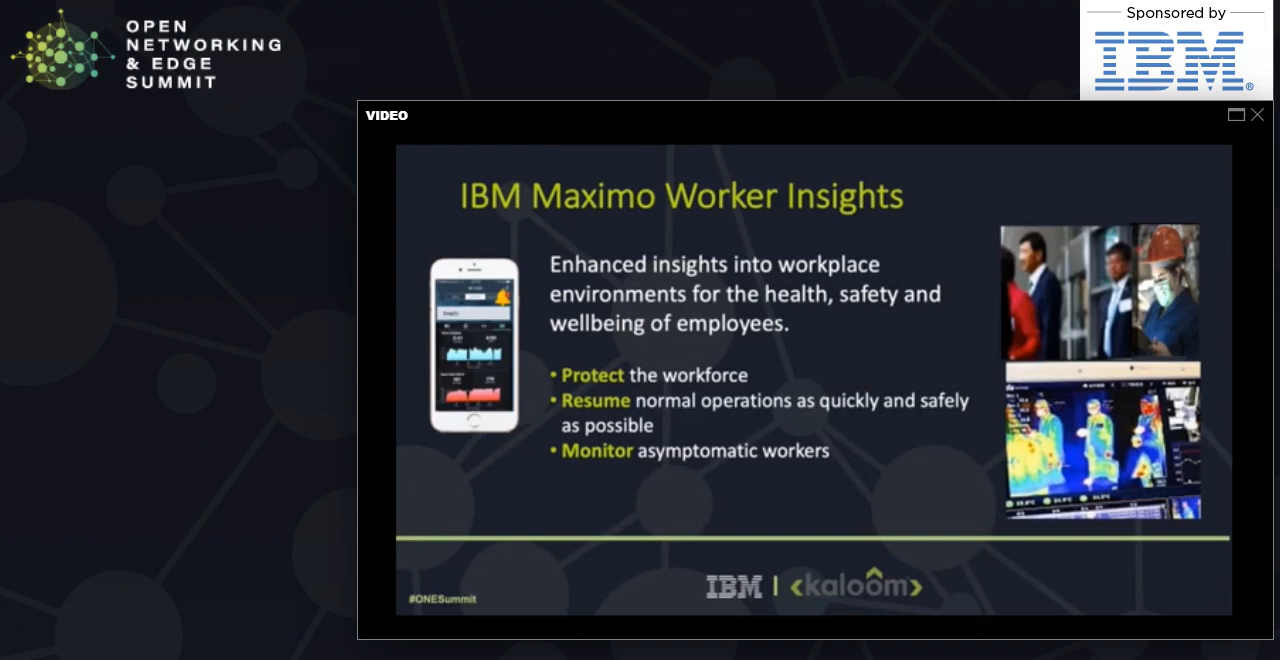 OPEN
NETWORKING
& EDGE
SUMMIT
Sponsored by
IBM®
VIDEO
IBM Maximo Worker Insights
Enhanced insights into workplace
environments for the health, safety and
wellbeing of employees.
• Protect the workforce
• Resume normal operations as quickly and safely
as possible
• Monitor asymptomatic workers
IBM | <kaloom>
#ONESummit